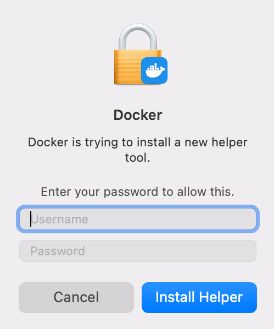 Docker
Docker is trying to install a new helper
tool.
Enter your password to allow this.
Username
Password
Cancel
Install Helper